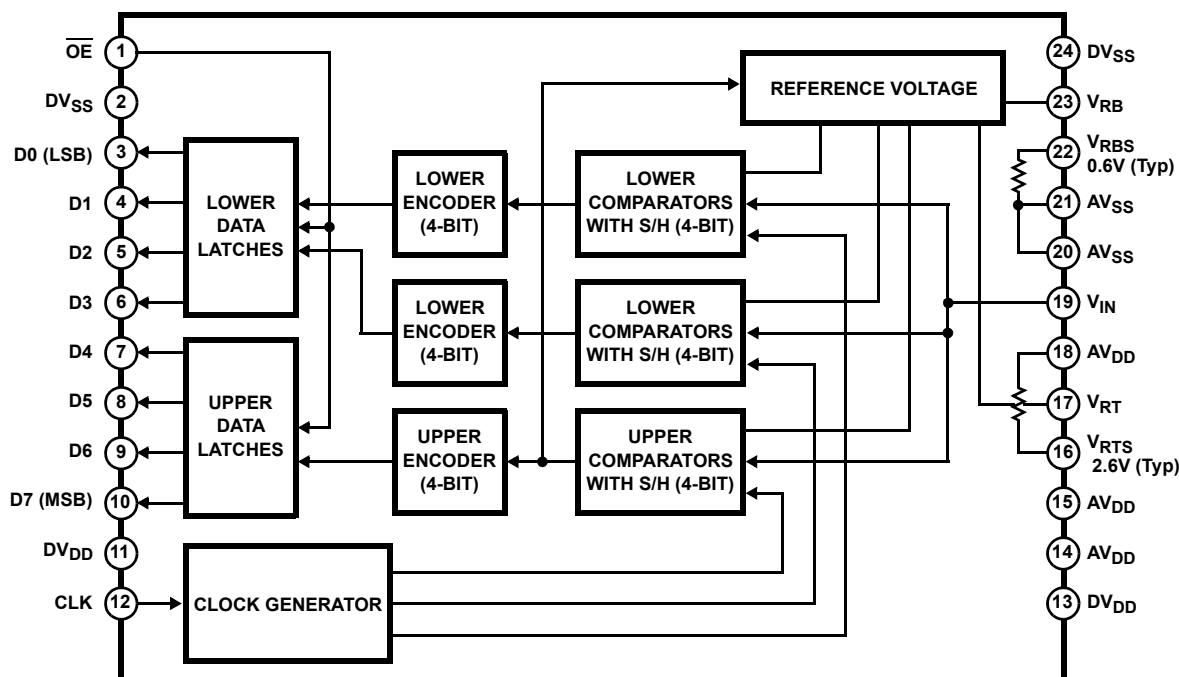 OE
1
DVSS
2
D0 (LSB)
3
D1
4
D2
5
D3
6
D4
7
D5
8
D6
9
D7 (MSB)
10
DVDD
11
CLK
12
LOWER
DATA
LATCHES
UPPER
DATA
LATCHES
CLOCK GENERATOR
LOWER
ENCODER
(4-BIT)
LOWER
ENCODER
(4-BIT)
UPPER
ENCODER
(4-BIT)
LOWER
COMPARATORS
WITH S/H (4-BIT)
LOWER
COMPARATORS
WITH S/H (4-BIT)
UPPER
COMPARATORS
WITH S/H (4-BIT)
REFERENCE VOLTAGE
24
DVSS
23
VRB
22
VRBS
0.6V (Typ)
21
AVSS
20
AVSS
19
VIN
18
AVDD
17
VRT
16
VRTS
2.6V (Typ)
15
AVDD
14
AVDD
13
DVDD